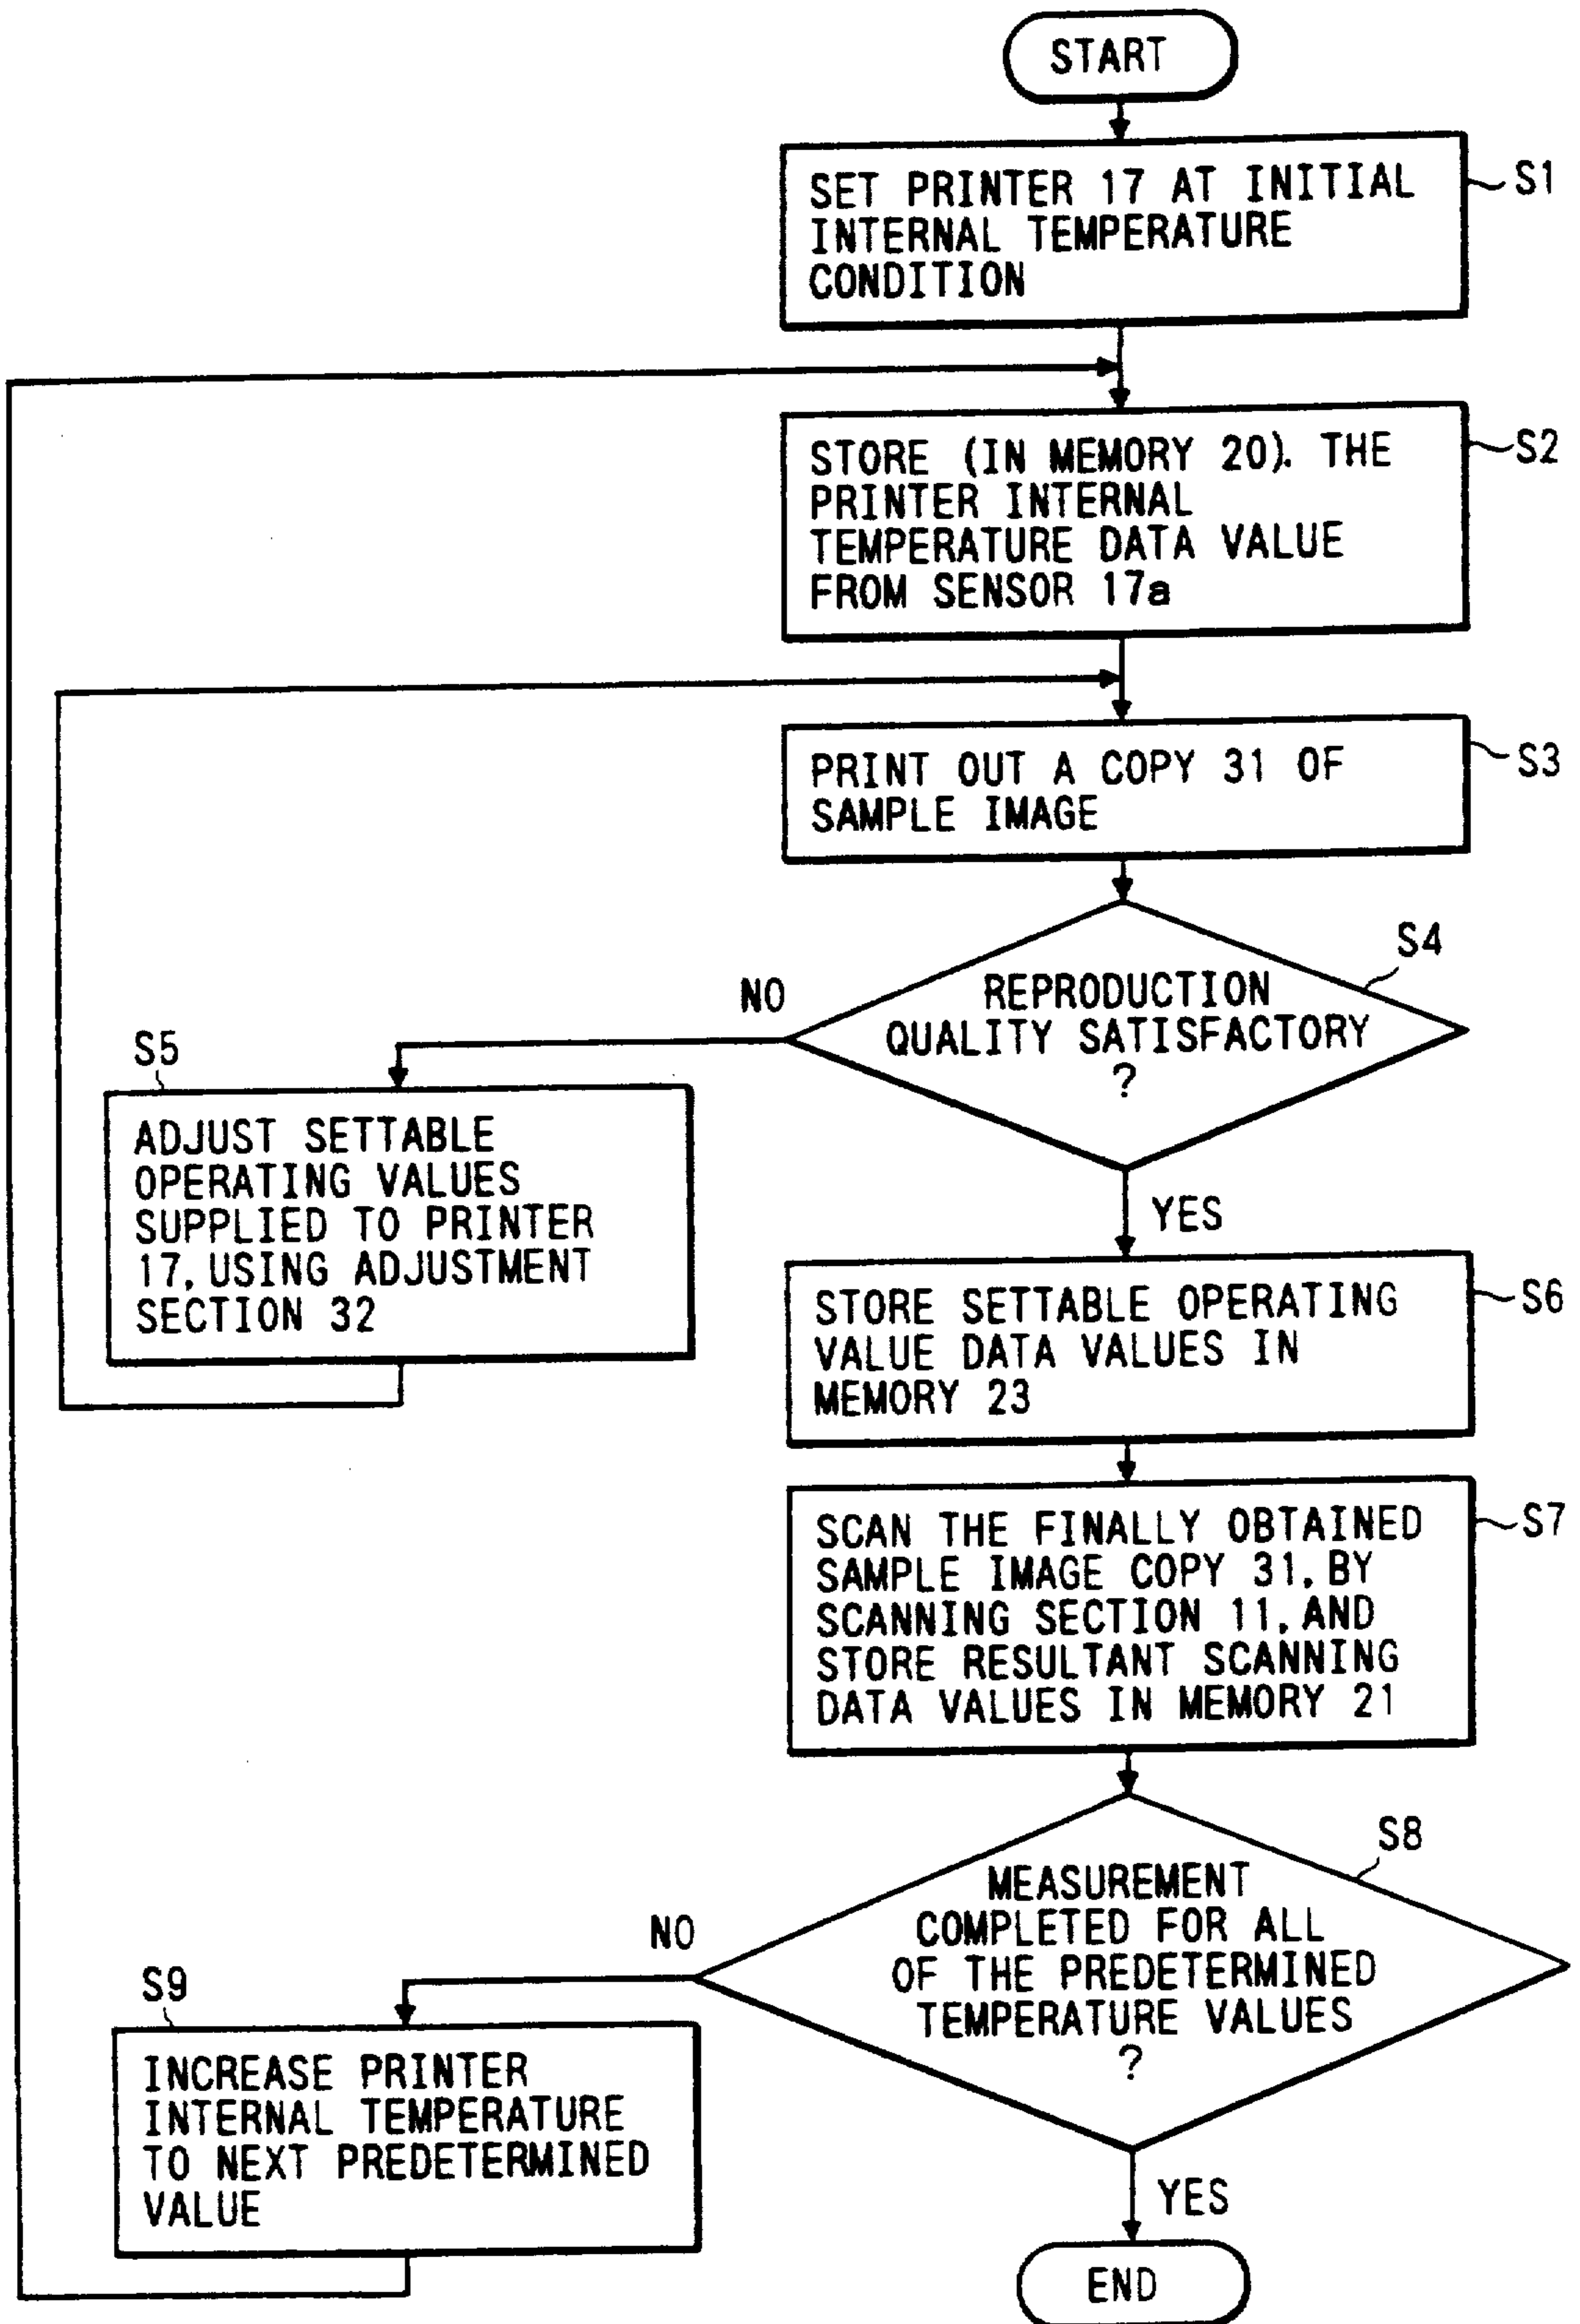 START
SET PRINTER 17 AT INITIAL
INTERNAL TEMPERATURE
CONDITION
S1
STORE (IN MEMORY 20). THE
PRINTER INTERNAL
TEMPERATURE DATA VALUE
FROM SENSOR 17a
S2
PRINT OUT A COPY 31 OF
SAMPLE IMAGE
S3
REPRODUCTION
QUALITY SATISFACTORY
?
S4
NO
S5
ADJUST SETTABLE
OPERATING VALUES
SUPPLIED TO PRINTER
17, USING ADJUSTMENT
SECTION 32
YES
STORE SETTABLE OPERATING
VALUE DATA VALUES IN
MEMORY 23
S6
SCAN THE FINALLY OBTAINED
SAMPLE IMAGE COPY 31, BY
SCANNING SECTION 11, AND
STORE RESULTANT SCANNING
DATA VALUES IN MEMORY 21
S7
MEASUREMENT
COMPLETED FOR ALL
OF THE PREDETERMINED
TEMPERATURE VALUES
?
S8
NO
S9
INCREASE PRINTER
INTERNAL TEMPERATURE
TO NEXT PREDETERMINED
VALUE
YES
END